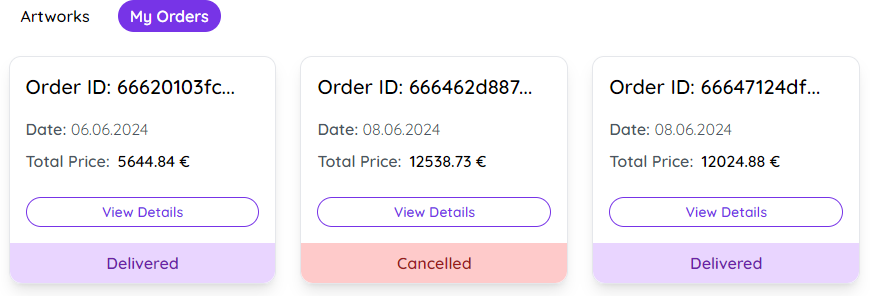 Artworks
My Orders
Order ID: 66620103fc...
Date: 06.06.2024
Total Price: 5644.84 €
View Details
Delivered
Order ID: 666462d887...
Date: 08.06.2024
Total Price: 12538.73 €
View Details
Cancelled
Order ID: 66647124df...
Date: 08.06.2024
Total Price: 12024.88 €
View Details
Delivered